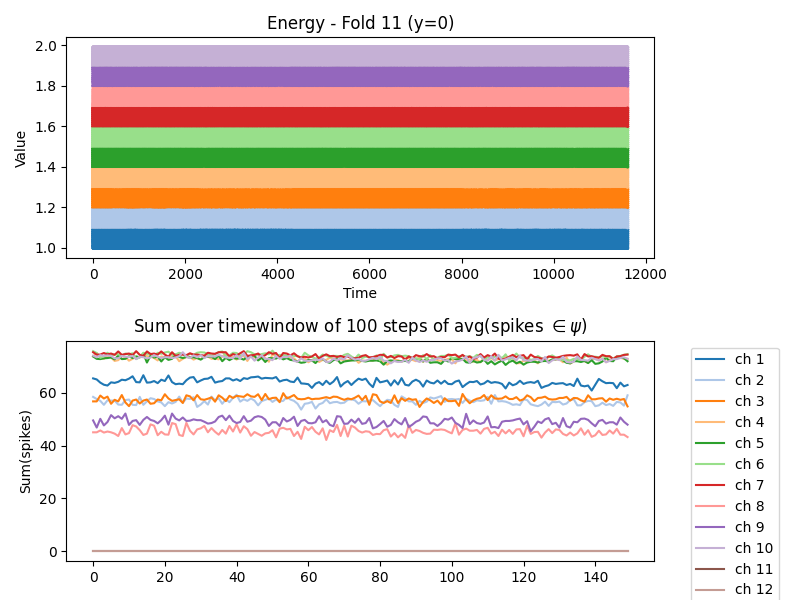 Energy - Fold 11 (y=0)
2.0
1.8
1.6
1.4
1.2
1.0
Value
0 2000 4000 6000 8000 10000 12000
Time
Sum over timewindow of 100 steps of avg(spikes ∈ ψ)
60
40
20
0
Sum(spikes)
0 20 40 60 80 100 120 140
ch 1
ch 2
ch 3
ch 4
ch 5
ch 6
ch 7
ch 8
ch 9
ch 10
ch 11
ch 12